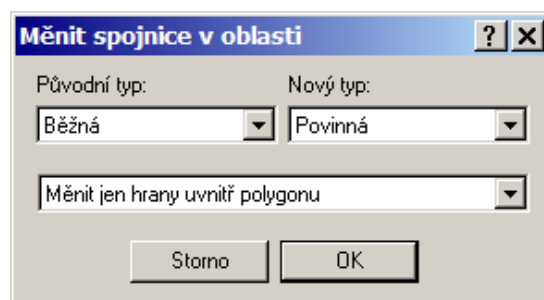 Měnit spojnice v oblasti
Původní typ: Nový typ:
Běžná Povinná
Měnit jen hrany uvnitř polygonu
Storno OK